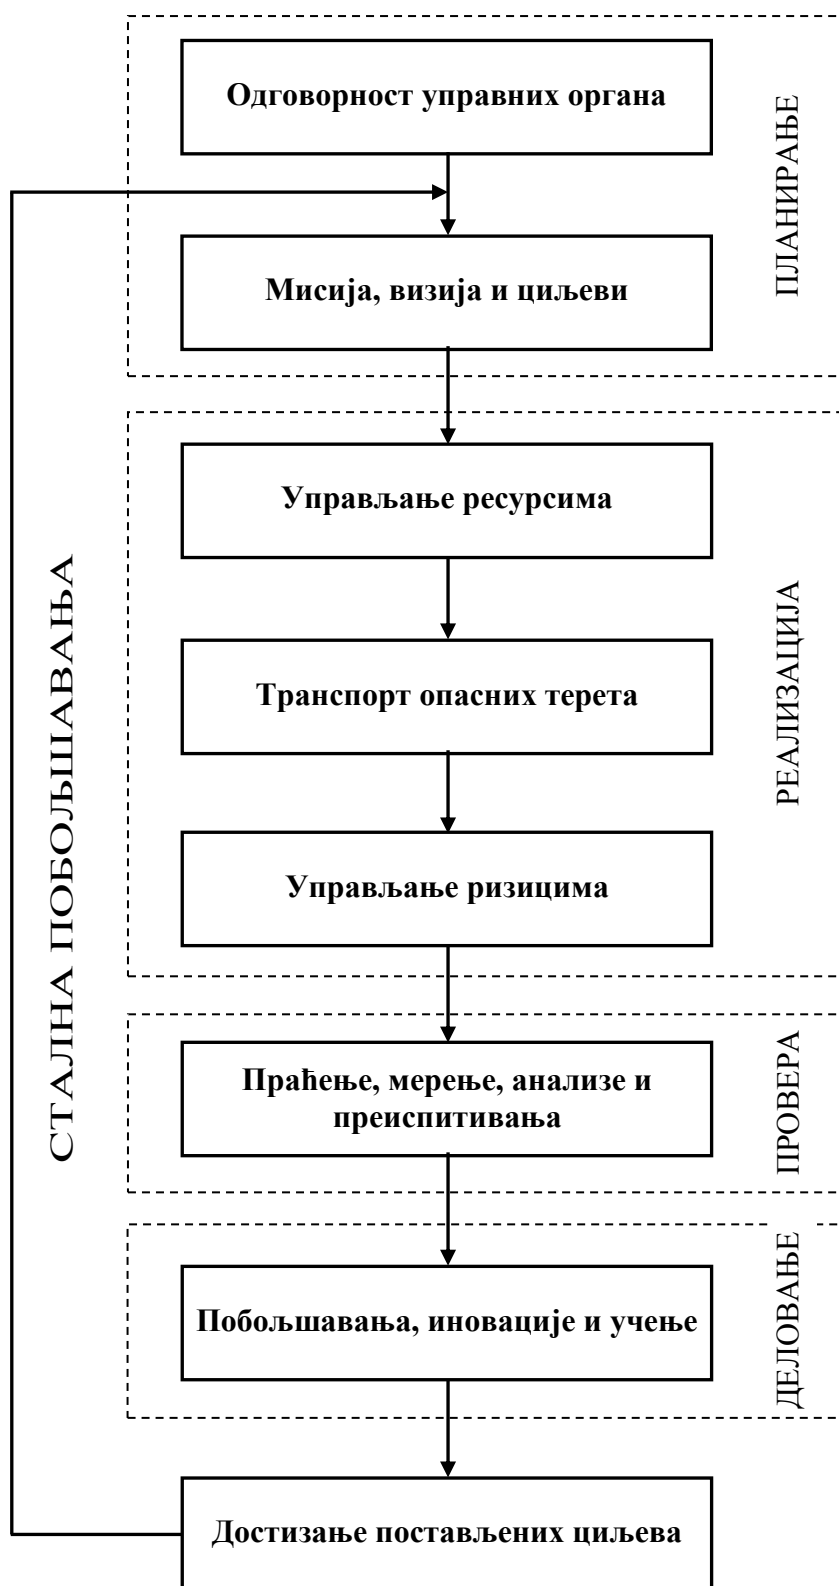 Одговорност управних органа
ПЛАНИРАЊЕ
Мисија, визија и циљеви
Управљање ресурсима
РЕАЛИЗАЦИЈА
Транспорт опасних терета
СТАЛНА ПОБОЉШАВАЊА
Управљање ризицима
Праћење, мерење, анализе и
преиспитивања
ПРОВЕРА
Побољшавања, иновације и учење
ДЕЛОВАЊЕ
Достизање постављених циљева